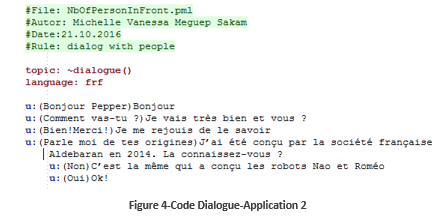 #File: NbOfPersonInFront.pml
#Autor: Michelle Vanessa Meguep Sakam
#Date:21.10.2016
#Rule: dialog with people
topic: ~dialogue()
language: frf
u:(Bonjour Pepper)Bonjour
u:(Comment vas-tu ?)Je vais très bien et vous ?
u:(Bien!Merci!)Je me rejouis de le savoir
u:(Parle moi de tes origines)J'ai été conçu par la société française
Aldebaran en 2014. La connaissez-vous ?
u:(Non)C'est la même qui a conçu les robots Nao et Roméo
u:(Oui)Ok!
Figure 4-Code Dialogue-Application 2